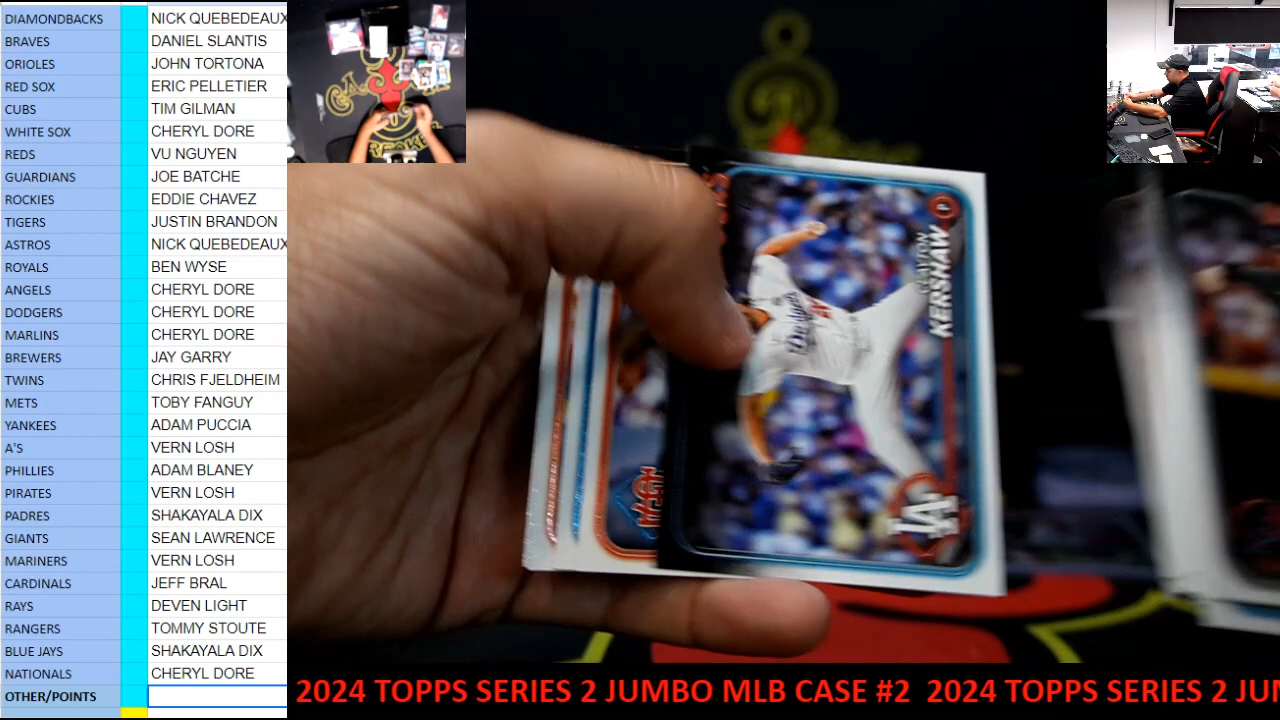 DIAMONDBACKS NICK QUEBEDEAUX
BRAVES DANIEL SLANTIS
ORIOLES JOHN TORTONA
RED SOX ERIC PELLETIER
CUBS TIM GILMAN
WHITE SOX CHERYL DORE
REDS VU NGUYEN
GUARDIANS JOE BATCHE
ROCKIES EDDIE CHAVEZ
TIGERS JUSTIN BRANDON
ASTROS NICK QUEBEDEAUX
ROYALS BEN WYSE
ANGELS CHERYL DORE
DODGERS CHERYL DORE
MARLINS CHERYL DORE
BREWERS JAY GARRY
TWINS CHRIS FJELDHEIM
METS TOBY FANGUY
YANKEES ADAM PUCCIA
A'S VERN LOSH
PHILLIES ADAM BLANEY
PIRATES VERN LOSH
PADRES SHAKAYALA DIX
GIANTS SEAN LAWRENCE
MARINERS VERN LOSH
CARDINALS JEFF BRAL
RAYS DEVEN LIGHT
RANGERS TOMMY STOUTE
BLUE JAYS SHAKAYALA DIX
NATIONALS CHERYL DORE
OTHER/POINTS
P
CLAYTON
KERSHAW
Dodgers
LA
2024 TOPPS SERIES 2 JUMBO MLB CASE #2 2024 TOPPS SERIES 2 JUM